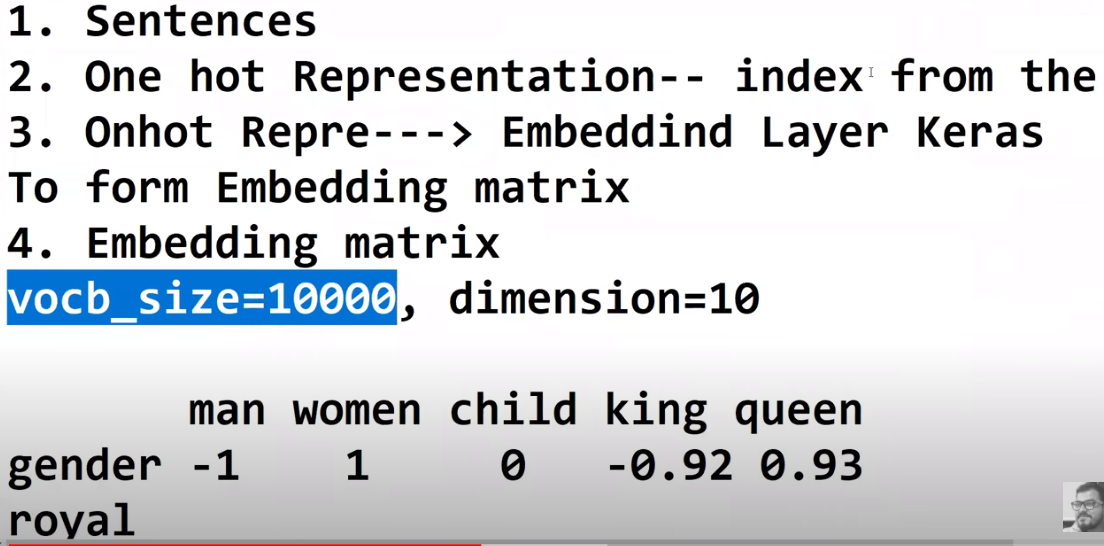 1. Sentences
2. One hot Representation-- index from the
3. Onhot Repre---> Embeddind Layer Keras
To form Embedding matrix
4. Embedding matrix
vocb_size=10000, dimension=10
man women child king queen
gender -1 1 0 -0.92 0.93
royal